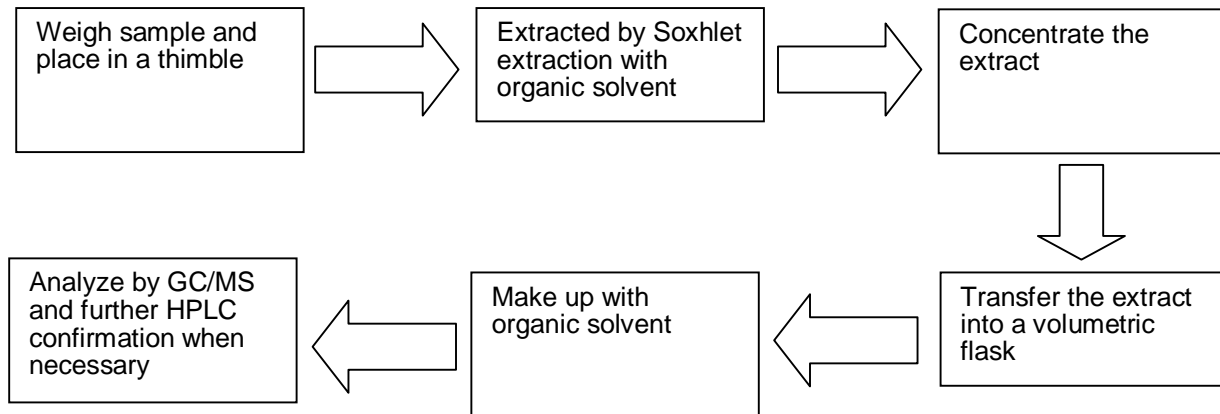 Weigh sample and
place in a thimble
Extracted by Soxhlet
extraction with
organic solvent
Concentrate the
extract
Transfer the extract
into a volumetric
flask
Make up with
organic solvent
Analyze by GC/MS
and further HPLC
confirmation when
necessary